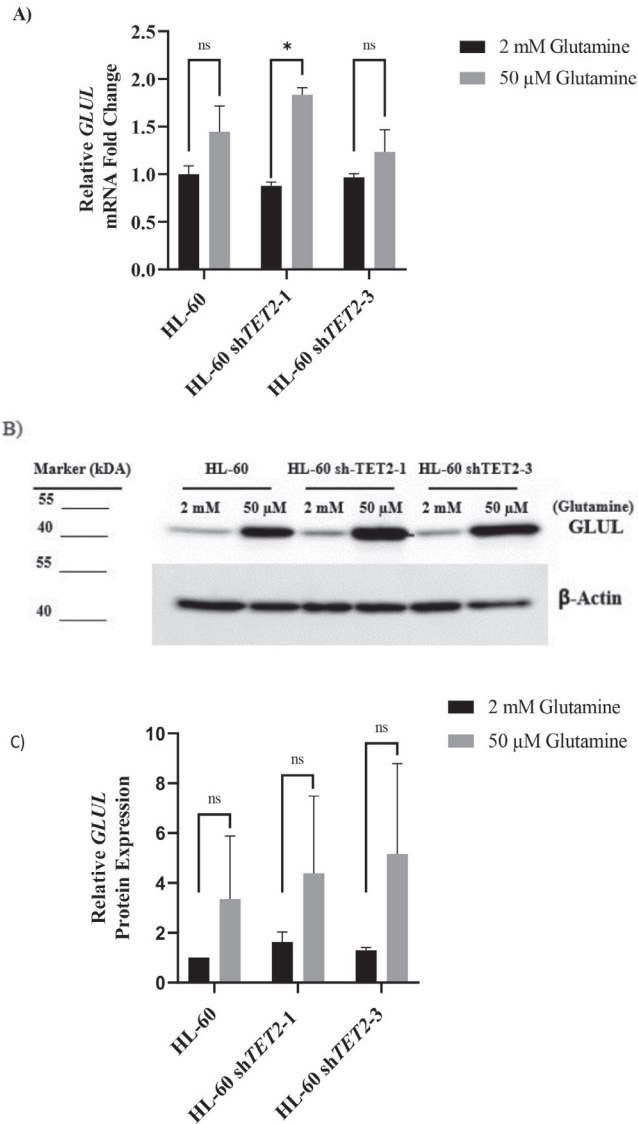 A)
2 mM Glutamine
50 µM Glutamine
ns
*
ns
Relative GLUL
mRNA Fold Change
2.5
2.0
1.5
1.0
0.5
0.0
HL-60
HL-60 shTET2-1
HL-60 shTET2-3
B)
Marker (kDA)
HL-60
HL-60 sh-TET2-1
HL-60 shTET2-3
55
2 mM
50 µM
2 mM
50 µM
2 mM
50 µM
(Glutamine)
40
GLUL
55
β-Actin
40
C)
2 mM Glutamine
50 µM Glutamine
ns
ns
ns
Relative GLUL
Protein Expression
10
8
6
4
2
0
HL-60
HL-60 shTET2-1
HL-60 shTET2-3